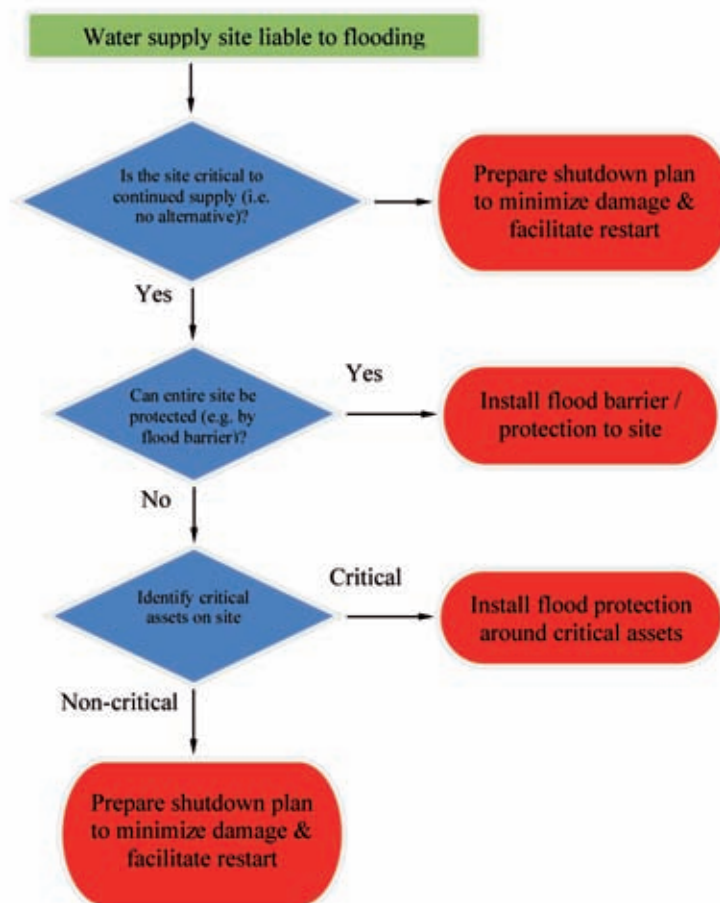 Water supply site liable to flooding
Is the site critical to
continued supply (i.e.
no alternative)?
Prepare shutdown plan
to minimize damage &
facilitate restart
Yes
Can entire site be
protected (e.g. by
flood barrier)?
Yes
Install flood barrier /
protection to site
No
Identify critical
assets on site
Critical
Install flood protection
around critical assets
Non-critical
Prepare shutdown plan
to minimize damage &
facilitate restart